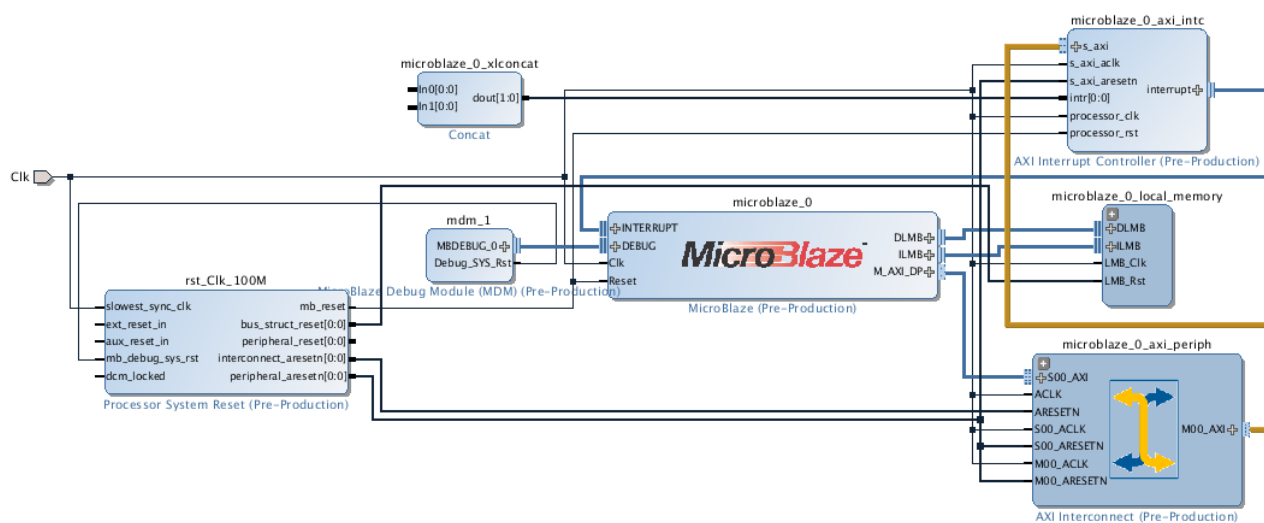 microblaze_0_axi_intc
s_axi
s_axi_aclk
s_axi_aresetn
intr[0:0]
processor_clk
processor_rst
interrupt
AXI Interrupt Controller (Pre-Production)
microblaze_0_xlconcat
In0[0:0]
In1[0:0]
dout[1:0]
Concat
Clk
microblaze_0_local_memory
DLMB
ILMB
LMB_Clk
LMB_Rst
microblaze_0
INTERRUPT
DEBUG
Clk
Reset
MicroBlaze
DLMB
ILMB
M_AXI_DP
MicroBlaze (Pre-Production)
mdm_1
MBDEBUG_0
Debug_SYS_Rst
MicroBlaze Debug Module (MDM) (Pre-Production)
rst_Clk_100M
slowest_sync_clk
ext_reset_in
aux_reset_in
mb_debug_sys_rst
dcm_locked
mb_reset
bus_struct_reset[0:0]
peripheral_reset[0:0]
interconnect_aresetn[0:0]
peripheral_aresetn[0:0]
Processor System Reset (Pre-Production)
microblaze_0_axi_periph
S00_AXI
ACLK
ARESETN
S00_ACLK
S00_ARESETN
M00_ACLK
M00_ARESETN
M00_AXI
AXI Interconnect (Pre-Production)